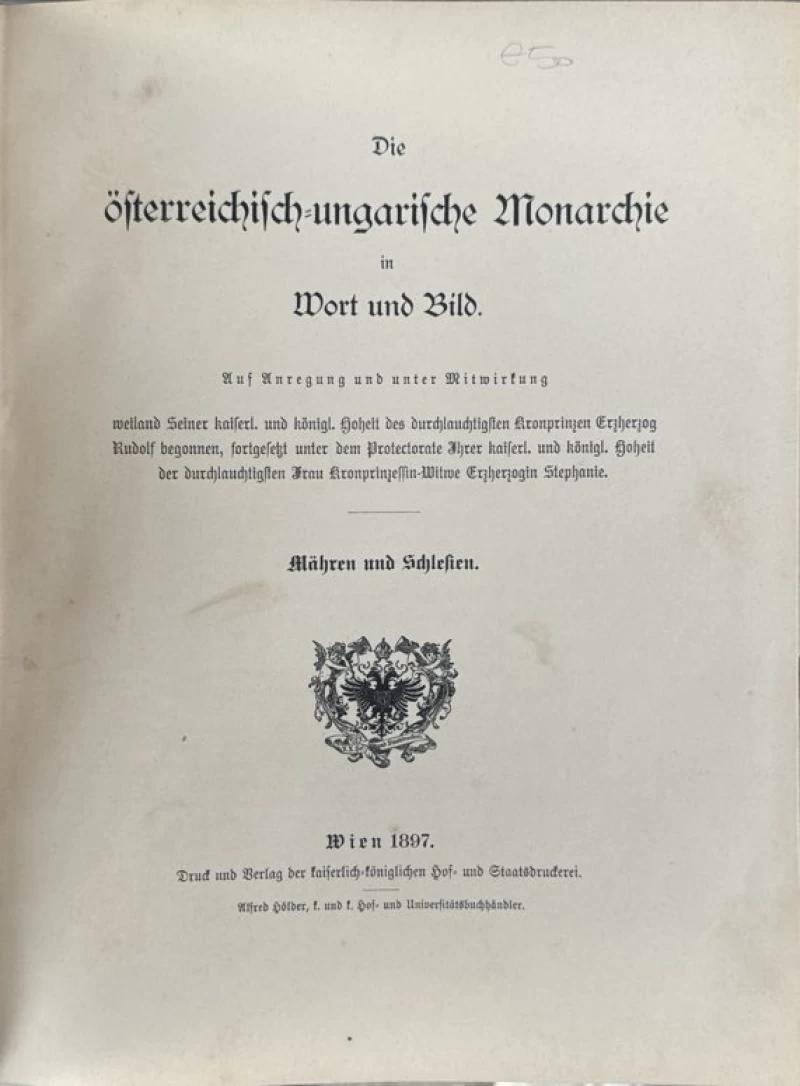 e50
Die
österreichisch-ungarische Monarchie
in
Wort und Bild.
Auf Anregung und unter Mitwirkung
weiland Seiner kaiserl. und königl. Hoheit des durchlauchtigsten Kronprinzen Erzherzog
Rudolf begonnen, fortgesetzt unter dem Protectorate Ihrer kaiserl. und königl. Hoheit
der durchlauchtigsten Frau Kronprinzessin-Witwe Erzherzogin Stephanie.
Mähren und Schlesien.
Wien 1897.
Druck und Verlag der kaiserlich-königlichen Hof- und Staatsdruckerei.
Alfred Hölder, k. und k. Hof- und Universitätsbuchhändler.